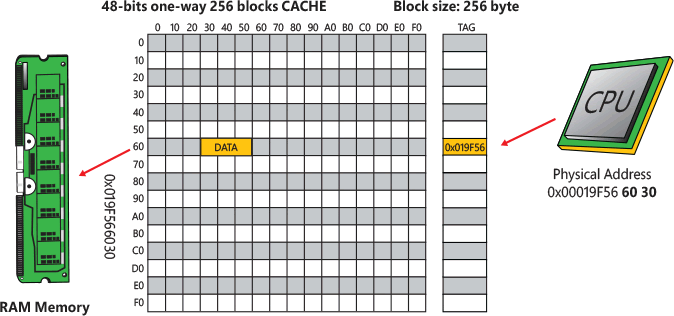 48-bits one-way 256 blocks CACHE
Block size: 256 byte
0 10 20 30 40 50 60 70 80 90 A0 B0 C0 D0 E0 F0
TAG
0
10
20
30
40
50
60
DATA
0x019F56
70
80
90
A0
B0
C0
D0
E0
F0
0x019F566030
RAM Memory
CPU
Physical Address
0x00019F56 60 30